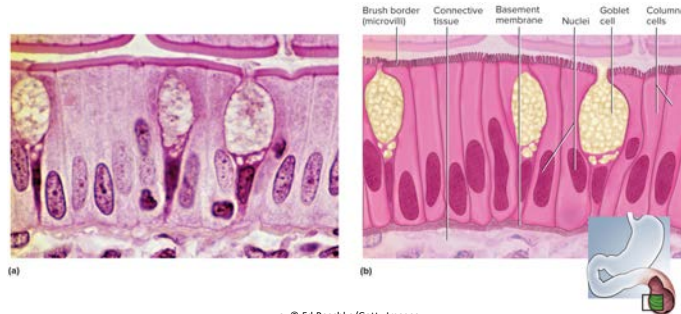 Brush border
(microvilli)
Connective
tissue
Basement
membrane
Nuclei
Goblet
cell
Column
cells
(a)
(b)